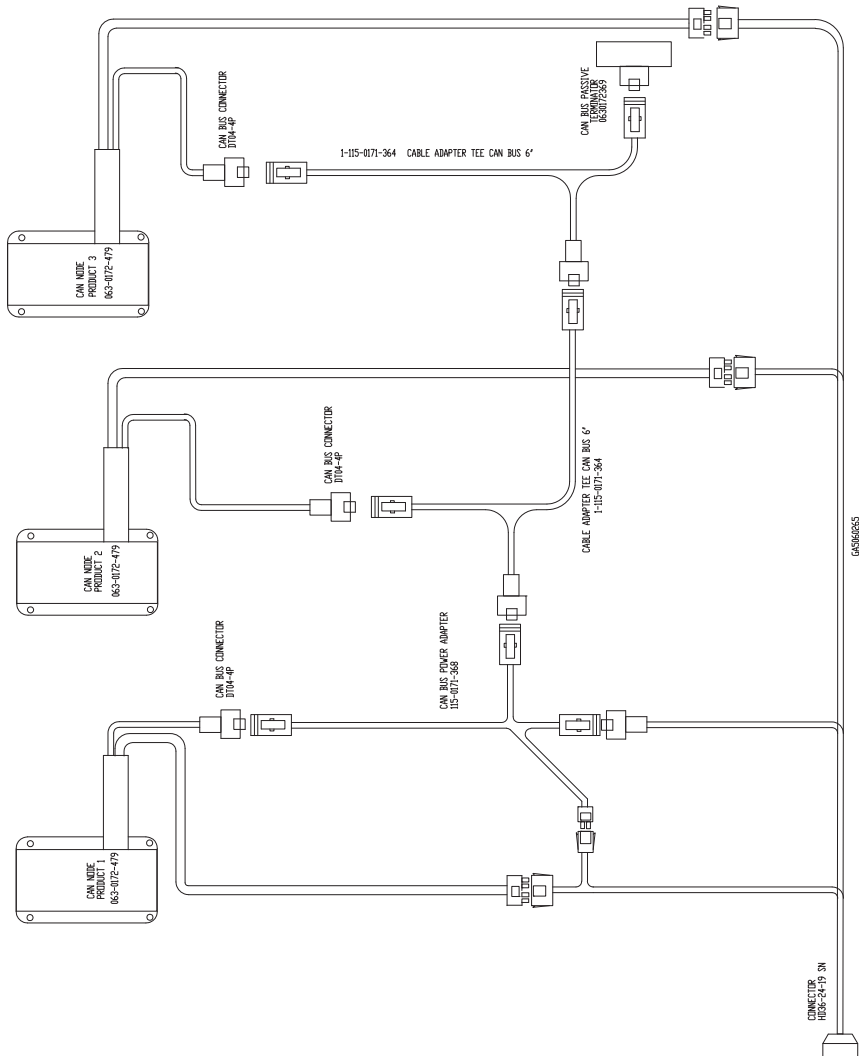 CAN BUS CONNECTOR
DT04-4P
CAN BUS PASSIVE
TERMINATOR
0630172369
1-115-0171-364 CABLE ADAPTER TEE CAN BUS 6'
CAN NODE
PRODUCT 3
063-0172-479
CAN BUS CONNECTOR
DT04-4P
CABLE ADAPTER TEE CAN BUS 6'
1-115-0171-364
CAN NODE
PRODUCT 2
063-0172-479
GA5060265
CAN BUS CONNECTOR
DT04-4P
CAN BUS POWER ADAPTER
115-0171-368
CAN NODE
PRODUCT 1
063-0172-479
CONNECTOR
HD36-24-19 SN